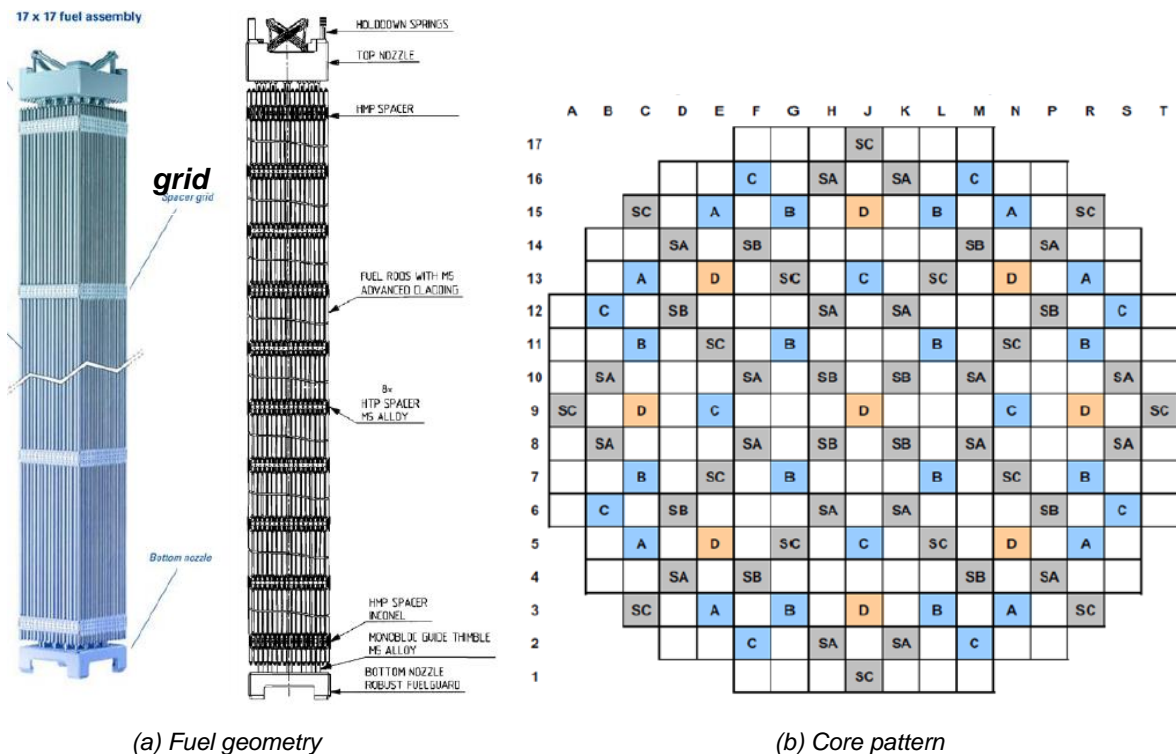 17 x 17 fuel assembly
grid
Spacer grid
Bottom nozzle
HOLDDOWN SPRINGS
TOP NOZZLE
HMP SPACER
FUEL RODS WITH M5
ADVANCED CLADDING
8x
HTP SPACER
M5 ALLOY
HMP SPACER
INCONEL
MONOBLOC GUIDE THIMBLE
M5 ALLOY
BOTTOM NOZZLE
ROBUST FUELGUARD
(a) Fuel geometry
A B C D E F G H J K L M N P R S T
17 SC
16 C SA SA C
15 SC A B D B A SC
14 SA SB SB SA
13 C D SC C SC D A
12 C SB SA SA SB C
11 C SC B B SC B
10 SA SA SB SB SA SA
9 SC D C D C D SC
8 SA SA SB SB SA SA
7 C SC B B SC B
6 C SB SA SA SB C
5 A D SC C SC D A
4 SA SB SB SA
3 SC A B D B A SC
2 C SA SA C
1 SC
(b) Core pattern